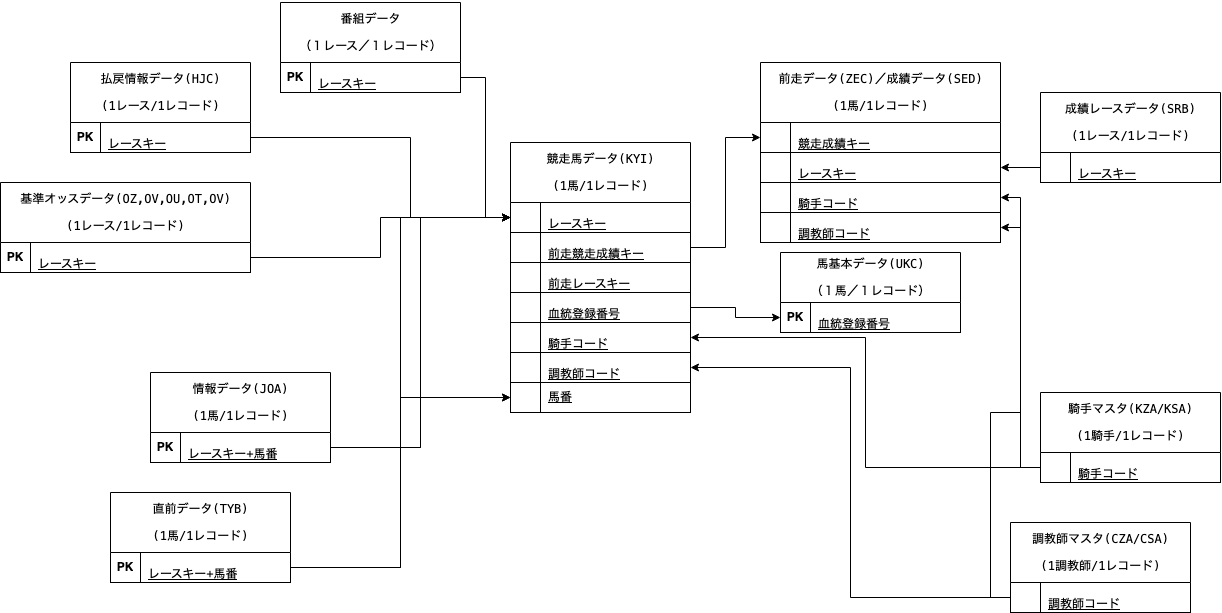 番組データ
（１レース／１レコード）
PK
レースキー
払戻情報データ(HJC)
(1レース/1レコード)
PK
レースキー
基準オッズデータ(OZ,OV,OU,OT,OV)
(1レース/1レコード)
PK
レースキー
競走馬データ(KYI)
(1馬/1レコード)
レースキー
前走競走成績キー
前走レースキー
血統登録番号
騎手コード
調教師コード
馬番
前走データ(ZEC)／成績データ(SED)
(1馬/1レコード)
競走成績キー
レースキー
騎手コード
調教師コード
成績レースデータ(SRB)
(1レース/1レコード)
レースキー
馬基本データ(UKC)
（１馬／１レコード）
PK
血統登録番号
情報データ(JOA)
(1馬/1レコード)
PK
レースキー+馬番
直前データ(TYB)
(1馬/1レコード)
PK
レースキー+馬番
騎手マスタ(KZA/KSA)
(1騎手/1レコード)
騎手コード
調教師マスタ(CZA/CSA)
(1調教師/1レコード)
調教師コード